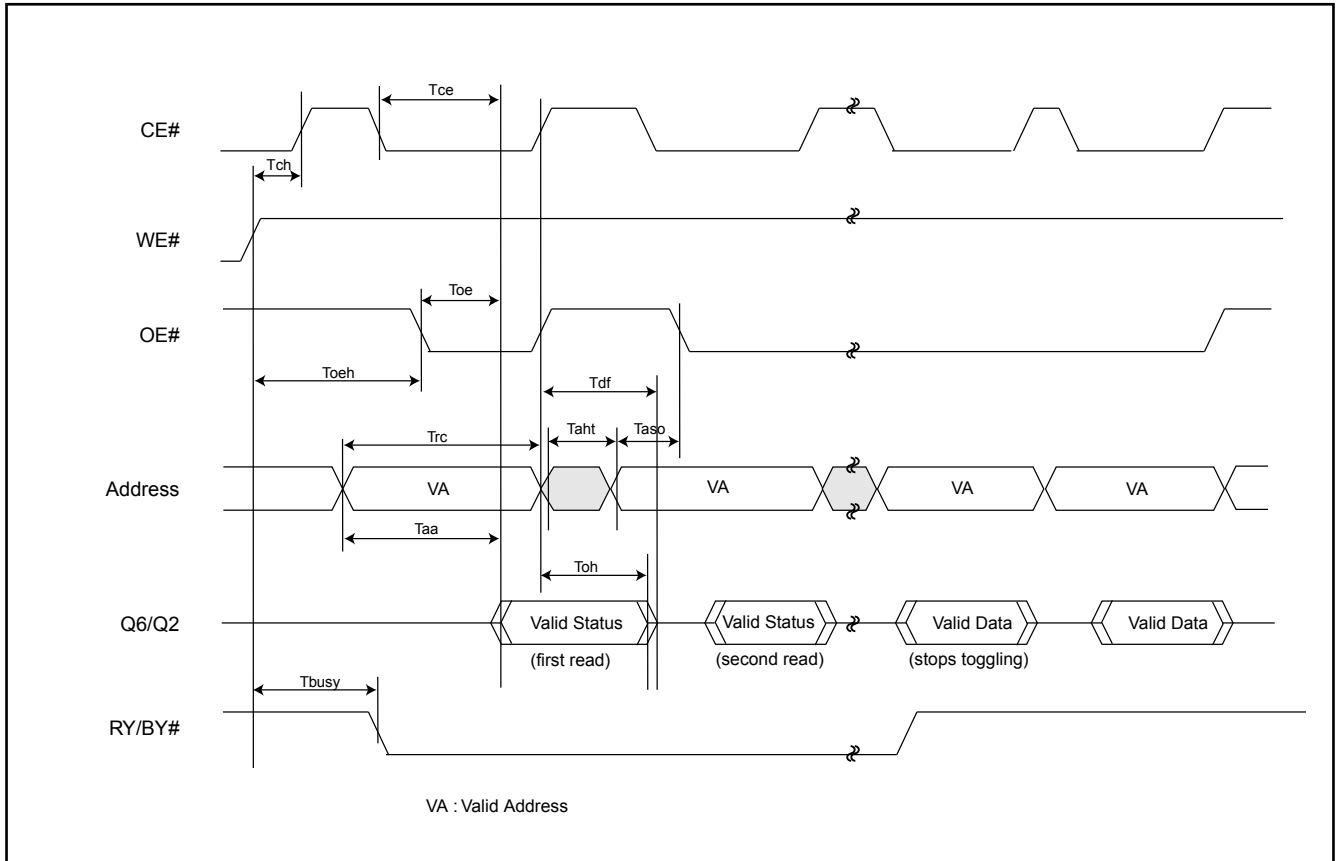 Tce
CE#
Tch
WE#
Toe
OE#
Toeh
Tdf
Taht
Taso
Trc
Address
VA
VA
VA
VA
Taa
Toh
Q6/Q2
Valid Status
Valid Status
Valid Data
Valid Data
(first read)
(second read)
(stops toggling)
Tbusy
RY/BY#
VA : Valid Address